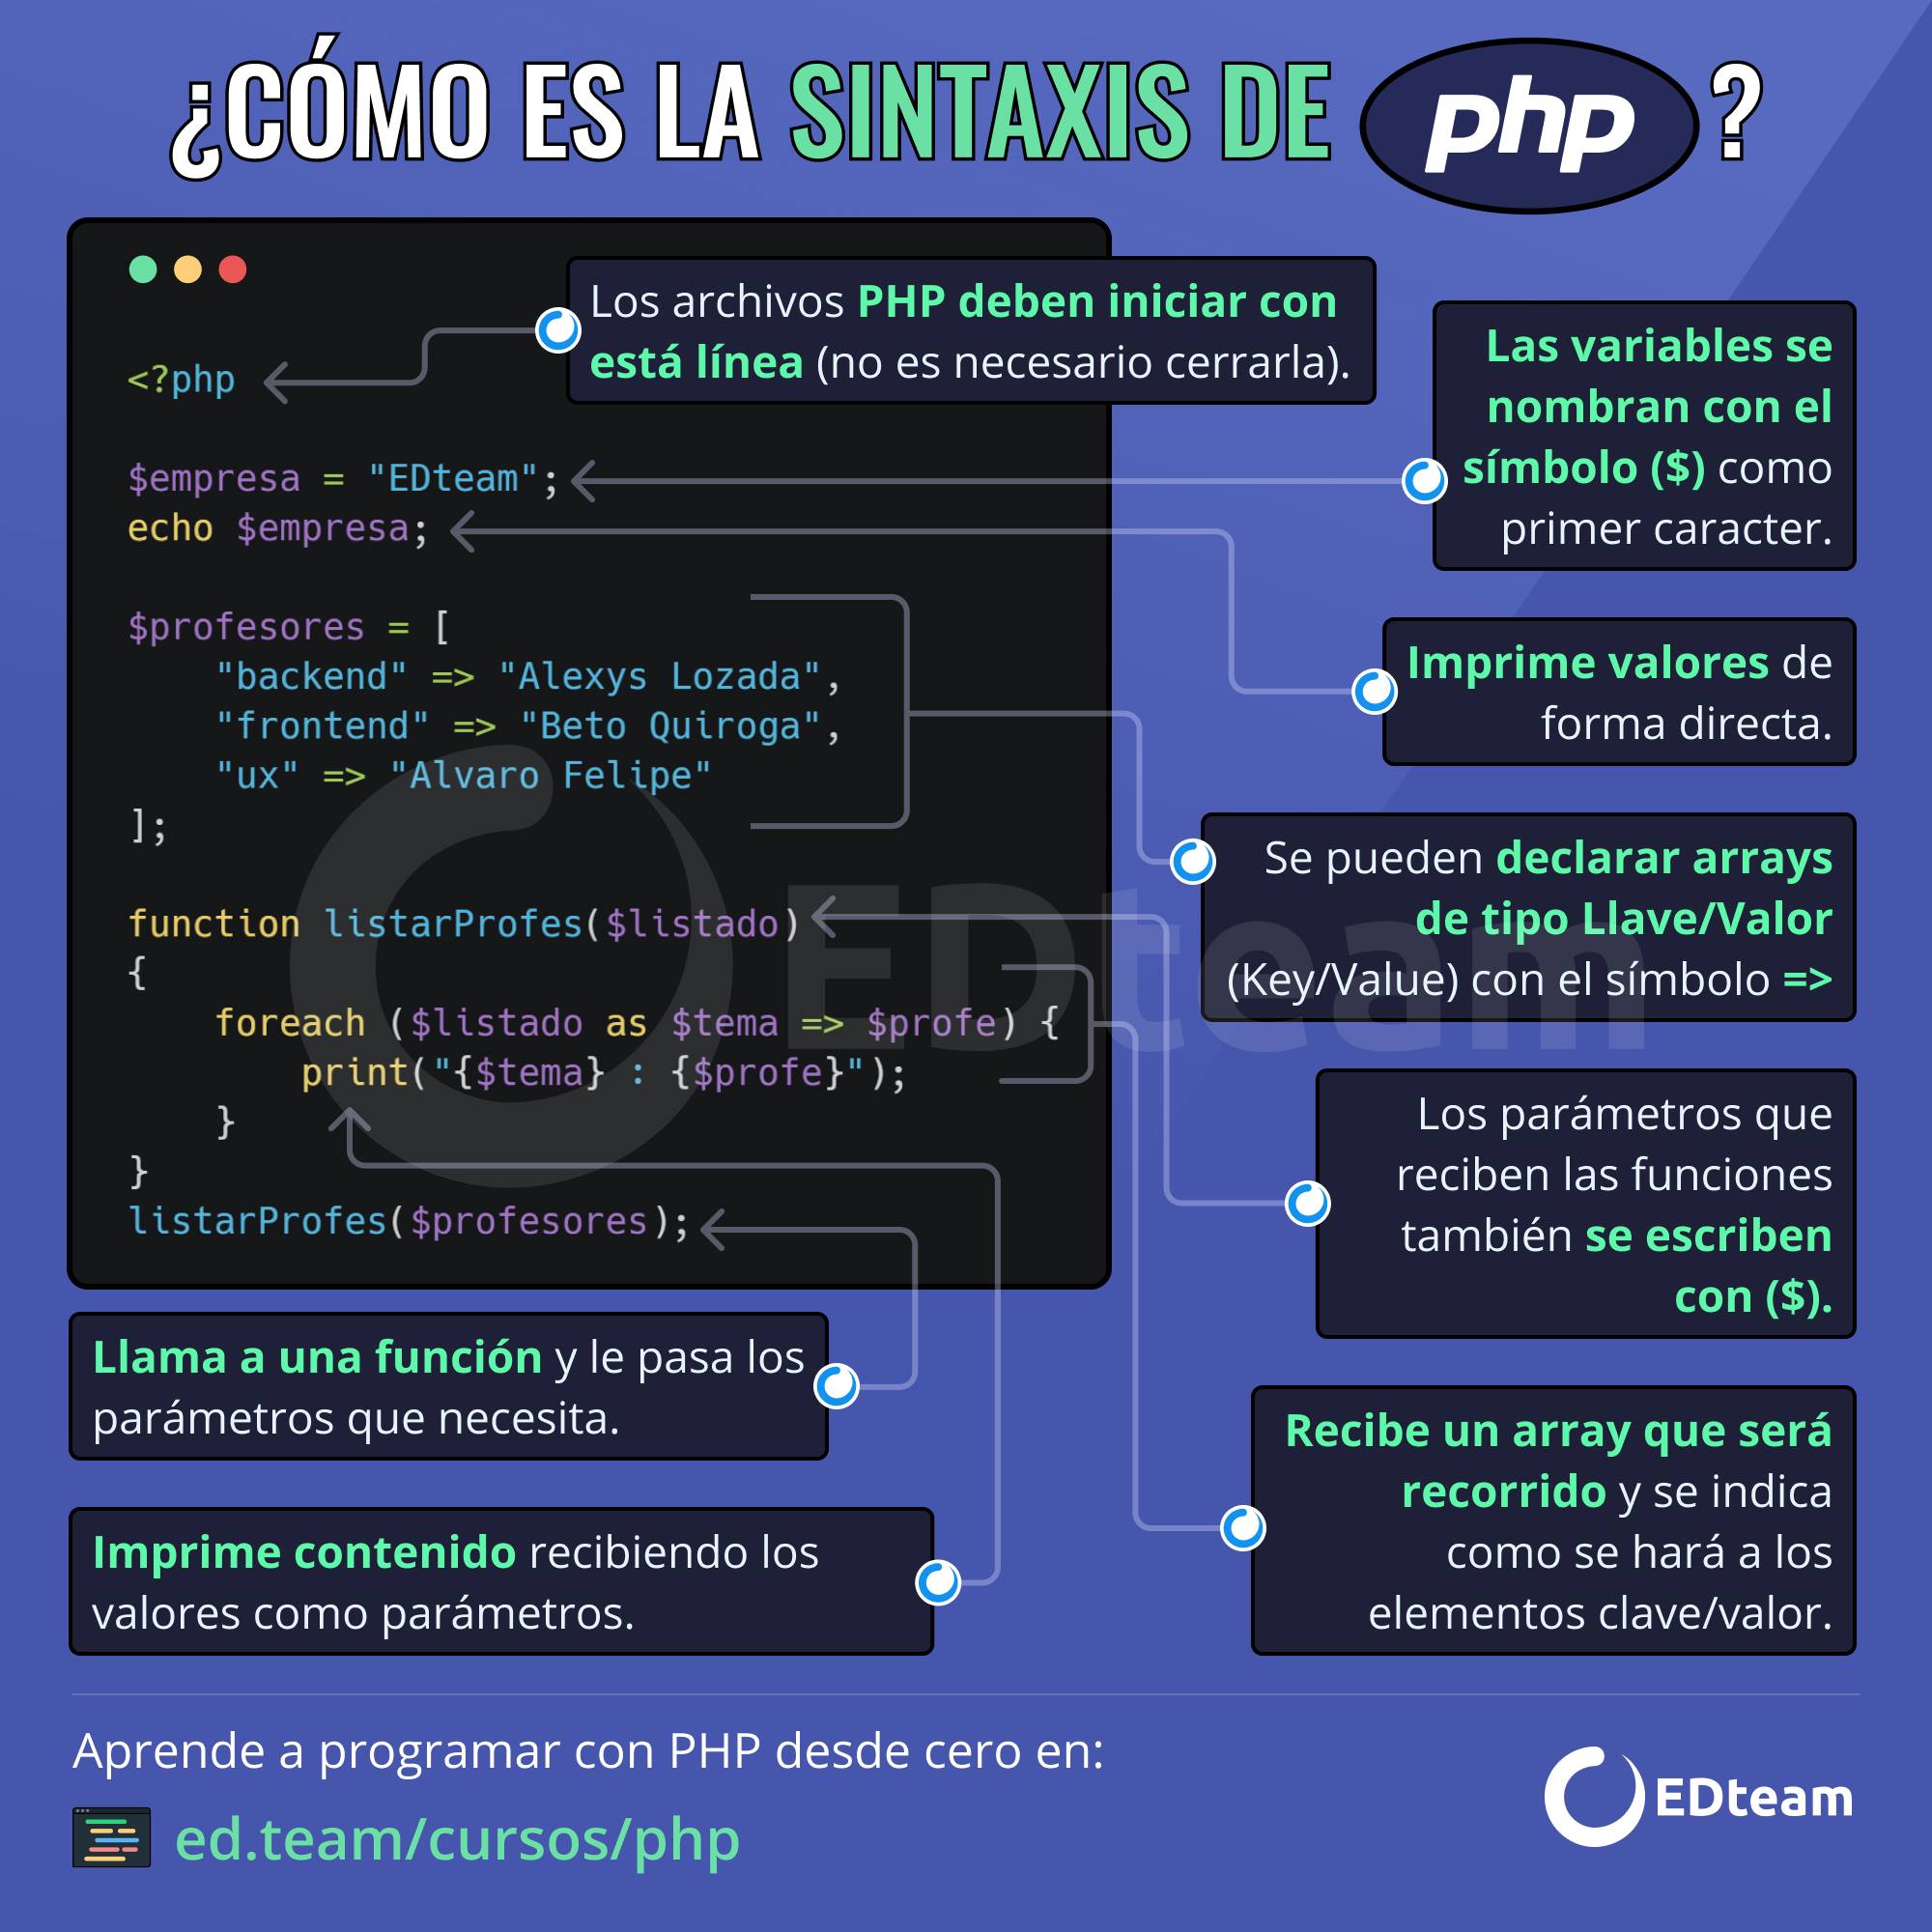 ¿CÓMO ES LA SINTAXIS DE php ?
Los archivos PHP deben iniciar con
está línea (no es necesario cerrarla).
<?php
$empresa = "EDteam";
echo $empresa;
$profesores = [
    "backend" => "Alexys Lozada",
    "frontend" => "Beto Quiroga",
    "ux" => "Alvaro Felipe"
];
function listarProfes($listado)
{
    foreach ($listado as $tema => $profe) {
        print("{$tema} : {$profe}");
    }
}
listarProfes($profesores);
Las variables se
nombran con el
símbolo ($) como
primer caracter.
Imprime valores de
forma directa.
Se pueden declarar arrays
de tipo Llave/Valor
(Key/Value) con el símbolo =>
Los parámetros que
reciben las funciones
también se escriben
con ($).
Recibe un array que será
recorrido y se indica
como se hará a los
elementos clave/valor.
Llama a una función y le pasa los
parámetros que necesita.
Imprime contenido recibiendo los
valores como parámetros.
EDteam
Aprende a programar con PHP desde cero en:
ed.team/cursos/php
EDteam